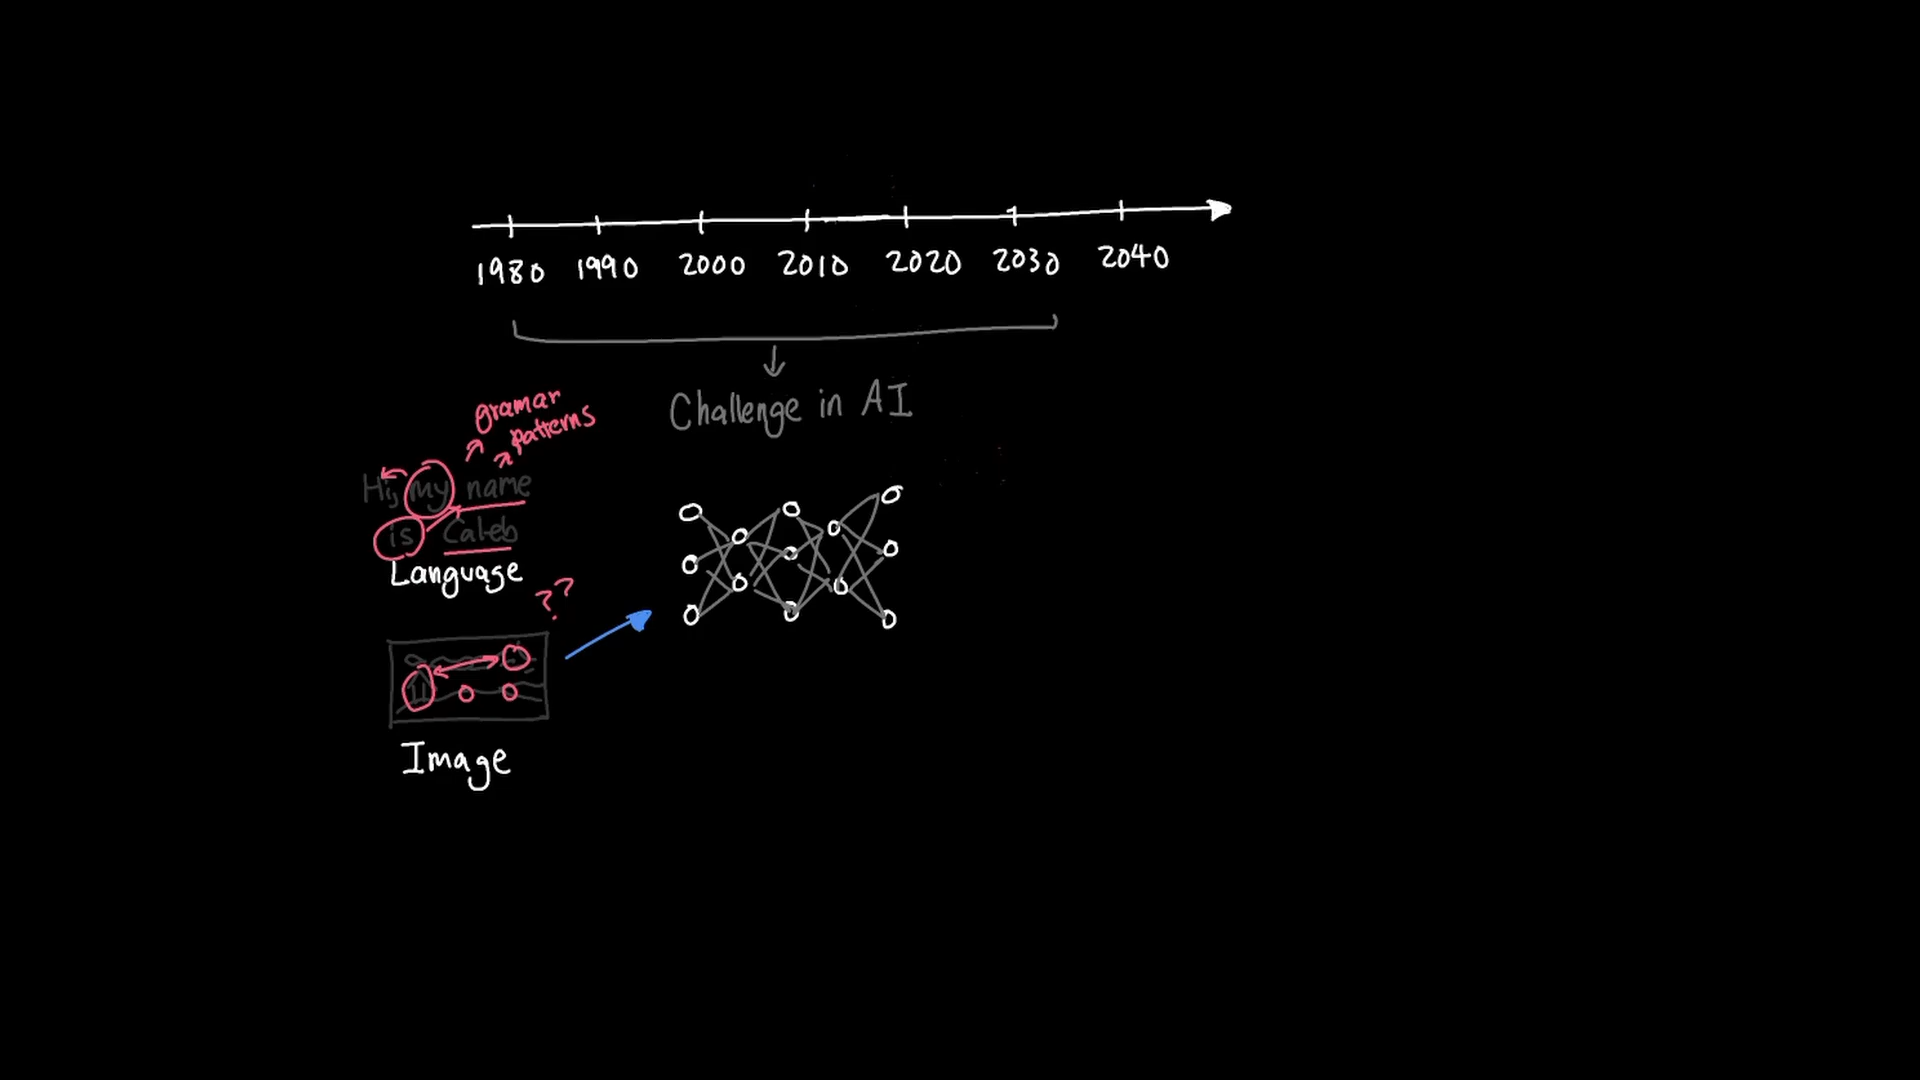 1980 1990 2000 2010 2020 2030 2040
Challenge in AI
gramar
patterns
Hi, my name
is Caleb
Language
??
Image